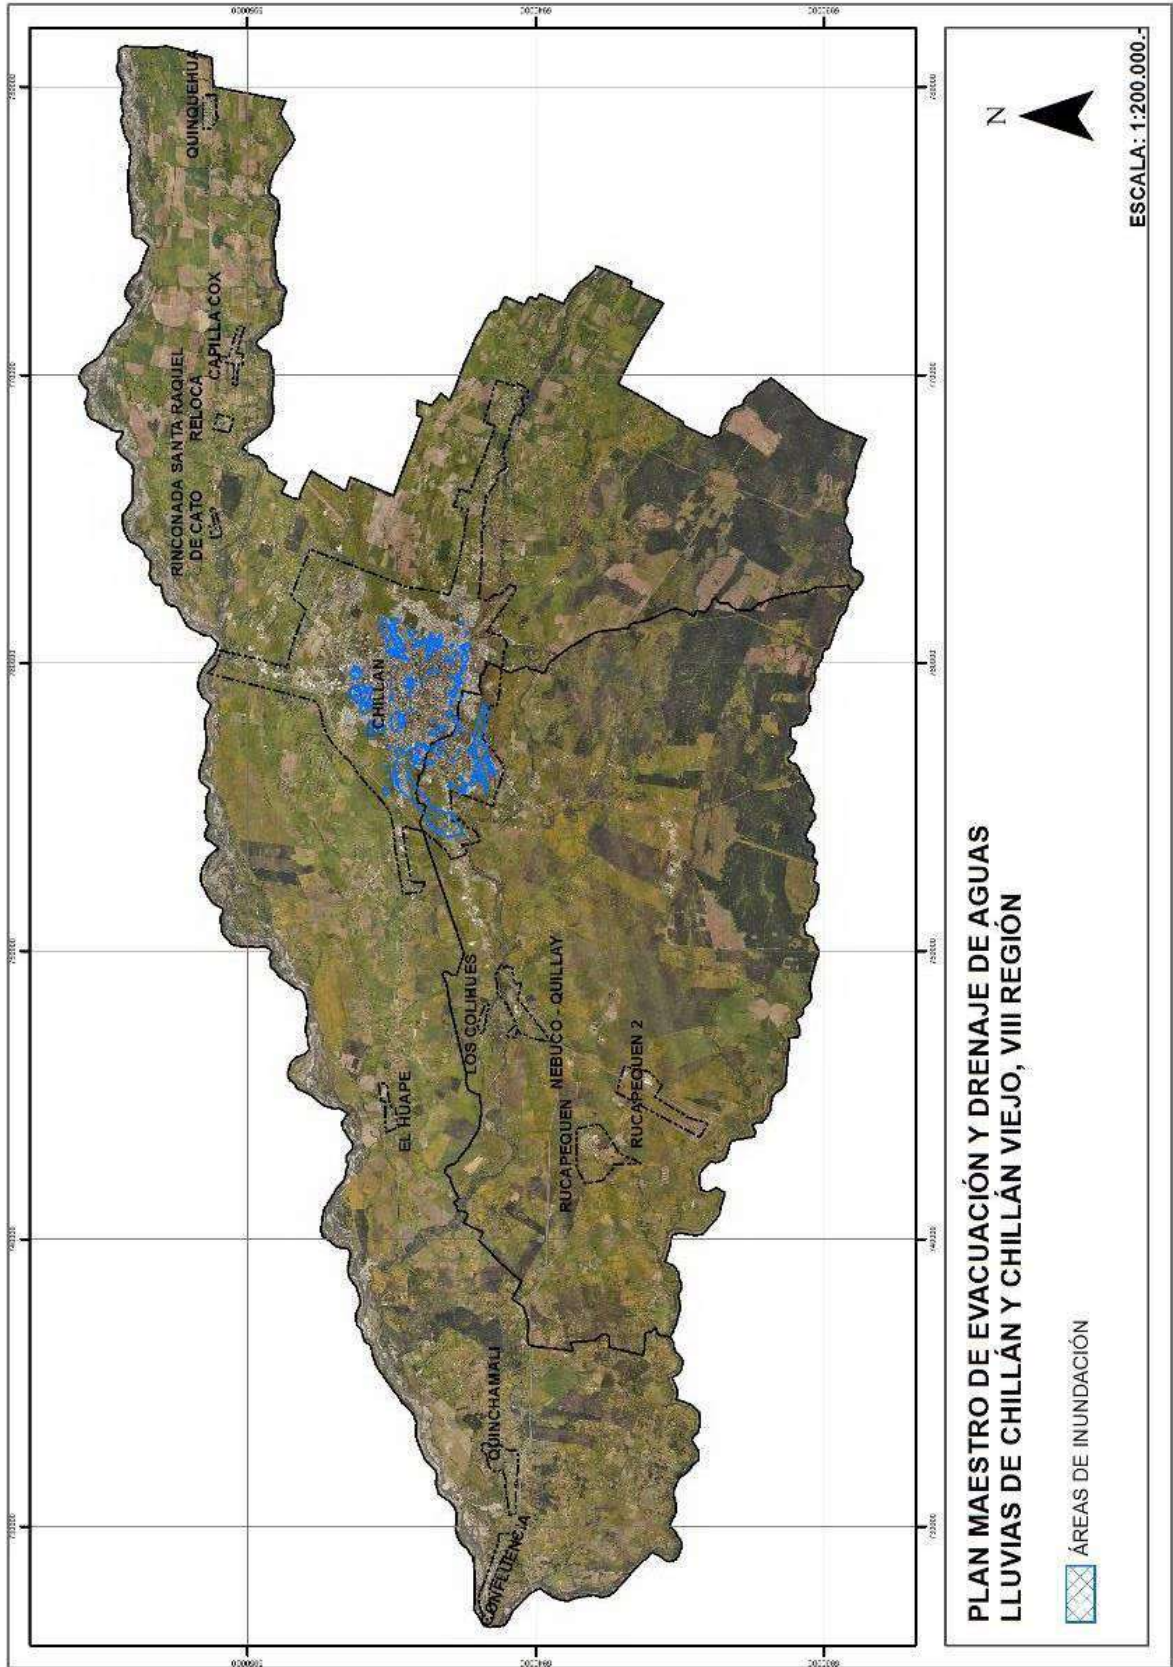 QUINQUEHUA
CAPILLA COX
SANTA RAQUEL
RELOCA
RINCONADA
DE CATO
CHILLAN
EL HUAPE
LOS COLIHUES
NEBUCO - QUILLAY
RUCAPEQUEN
RUCAPEQUEN 2
QUINCHAMALI
CONFLUENCIA
PLAN MAESTRO DE EVACUACIÓN Y DRENAJE DE AGUAS
LLUVIAS DE CHILLÁN Y CHILLÁN VIEJO, VIII REGIÓN
ÁREAS DE INUNDACIÓN
N
ESCALA: 1:200.000.-